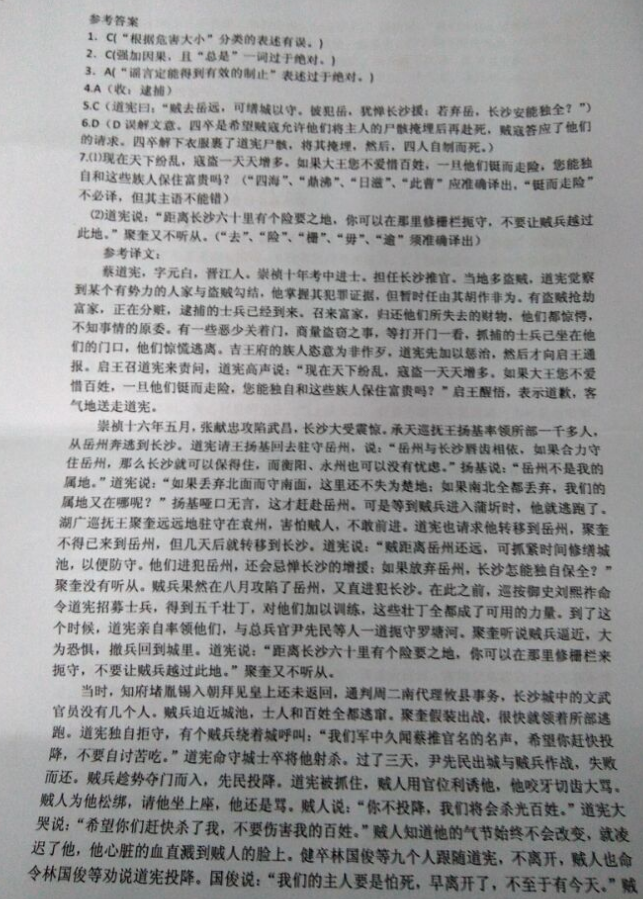 参考答案
1．C(“根据危害大小”分类的表述有误。)
2．C(强加因果，且“总是”一词过于绝对。)
3．A(“谣言定能得到有效的制止”表述过于绝对。)
4.A（收：逮捕）
5.C（道宪曰：“贼去岳远，可缮城以守。彼犯岳，犹惮长沙援；若弃岳，长沙安能独全？”）
6.D（D 误解文意。四卒是希望贼寇允许他们将主人的尸骸掩埋后再赴死，贼寇答应了他们
的请求。四卒解下衣服裹了道宪尸骸，将其掩埋，然后，四人自刎而死。）
7.⑴现在天下纷乱，寇盗一天天增多。如果大王您不爱惜百姓，一旦他们铤而走险，您能独
自和这些族人保住富贵吗？（“四海”、“鼎沸”、“日滋”、“此曹”应准确译出，“铤而走险”
不必译，但其主语不能错）
⑵道宪说：“距离长沙六十里有个险要之地，你可以在那里修栅栏扼守，不要让贼兵越过
此地。”聚奎又不听从。（“去”、“险”、“栅”、“毋”、“逾”须准确译出）
参考译文：
蔡道宪，字元白，晋江人。崇祯十年考中进士。担任长沙推官。当地多盗贼，道宪觉察
到某个有势力的人家与盗贼勾结，他掌握其犯罪证据，但暂时任由其胡作非为。有盗贼抢劫
富家，正在分赃，逮捕的士兵已经到来。召来富家，归还他们所失去的财物，他们都惊愕，
不知事情的原委。有一些恶少关着门，商量盗窃之事，等打开门一看，抓捕的士兵已坐在他
们的门口，他们惊慌逃离。吉王府的族人恣意为非作歹，道宪先加以惩治，然后才向启王通
报。启王召道宪来责问，道宪高声说：“现在天下纷乱，寇盗一天天增多。如果大王您不爱
惜百姓，一旦他们铤而走险，您能独自和这些族人保住富贵吗？”启王醒悟，表示道歉，客
气地送走道宪。
崇祯十六年五月，张献忠攻陷武昌，长沙大受震惊。承天巡抚王扬基率领所部一千多人，
从岳州奔逃到长沙。道宪请王扬基回去驻守岳州，说：“岳州与长沙唇齿相依，如果合力守
住岳州，那么长沙就可以保得住，而衡阳、永州也可以没有忧虑。”扬基说：“岳州不是我的
属地。”道宪说：“如果丢弃北面而守南面，这里还不失为楚地；如果南北全都丢弃，我们的
属地又在哪呢？”扬基哑口无言，这才赶赴岳州。可是等到贼兵进入蒲圻时，他就逃跑了。
湖广巡抚王聚奎远远地驻守在袁州，害怕贼人，不敢前进。道宪也请求他转移到岳州，聚奎
不得已来到岳州，但几天后就转移到长沙。道宪说：“贼距离岳州还远，可抓紧时间修缮城
池，以便防守。他们进犯岳州，还会忌惮长沙的增援；如果放弃岳州，长沙怎能独自保全？”
聚奎没有听从。贼兵果然在八月攻陷了岳州，又直进犯长沙。在此之前，巡按御史刘熙祚命
令道宪招募士兵，得到五千壮丁，对他们加以训练，这些壮丁全都成了可用的力量。到了这
个时候，道宪亲自率领他们，与总兵官尹先民等人一道扼守罗塘河。聚奎听说贼兵逼近，大
为恐惧，撤兵回到城里。道宪说：“距离长沙六十里有个险要之地，你可以在那里修栅栏来
扼守，不要让贼兵越过此地。”聚奎又不听从。
当时，知府堵胤锡入朝拜见皇上还未返回，通判周二南代理攸县事务，长沙城中的文武
官员没有几个人。贼兵迫近城池，士人和百姓全都逃窜。聚奎假装出战，很快就领着所部逃
跑。道宪独自拒守，有个贼兵绕着城呼叫：“我们军中久闻蔡推官名的名声，希望你赶快投
降，不要自讨苦吃。”道宪命守城士卒将他射杀。过了三天，尹先民出城与贼兵作战，失败
而还。贼兵趁势夺门而入，先民投降。道宪被抓住，贼人用官位利诱他，他咬牙切齿大骂。
贼人为他松绑，请他坐上座，他还是骂。贼人说：“你不投降，我们将会杀光百姓。”道宪大
哭说：“希望你们赶快杀了我，不要伤害我的百姓。”贼人知道他的气节始终不会改变，就凌
迟了他，他心脏的血直溅到贼人的脸上。健卒林国俊等九个人跟随道宪，不离开，贼人也命
令林国俊等劝说道宪投降。国俊说：“我们的主人要是怕死，早离开了，不至于有今天。”贼